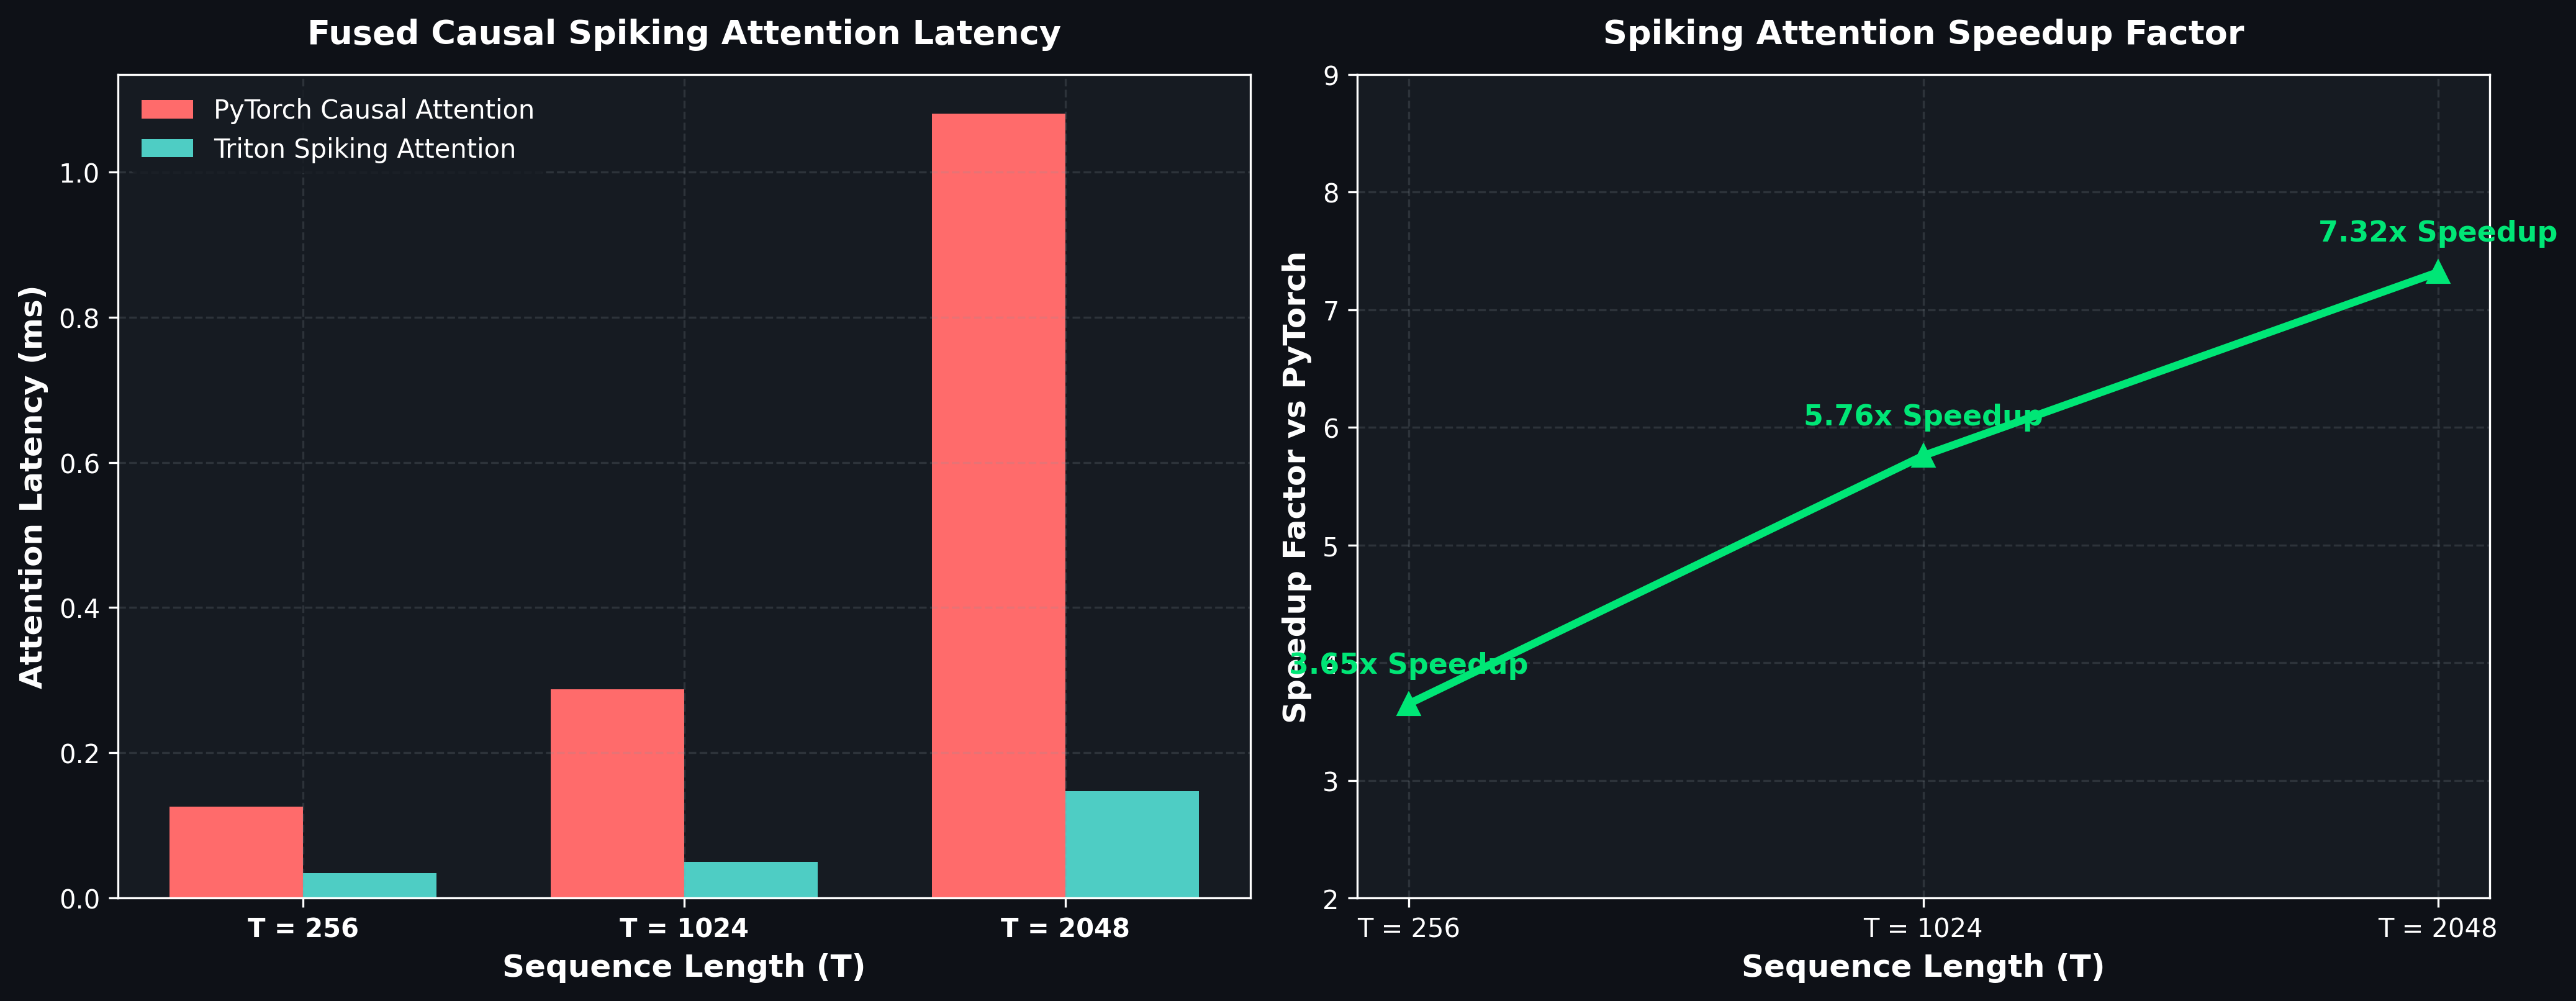 Fused Causal Spiking Attention Latency
PyTorch Causal Attention
Triton Spiking Attention
Attention Latency (ms)
1.0
0.8
0.6
0.4
0.2
0.0
T = 256
T = 1024
T = 2048
Sequence Length (T)
Spiking Attention Speedup Factor
Speedup Factor vs PyTorch
9
8
7
6
5
4
3
2
7.32x Speedup
5.76x Speedup
3.65x Speedup
T = 256
T = 1024
T = 2048
Sequence Length (T)